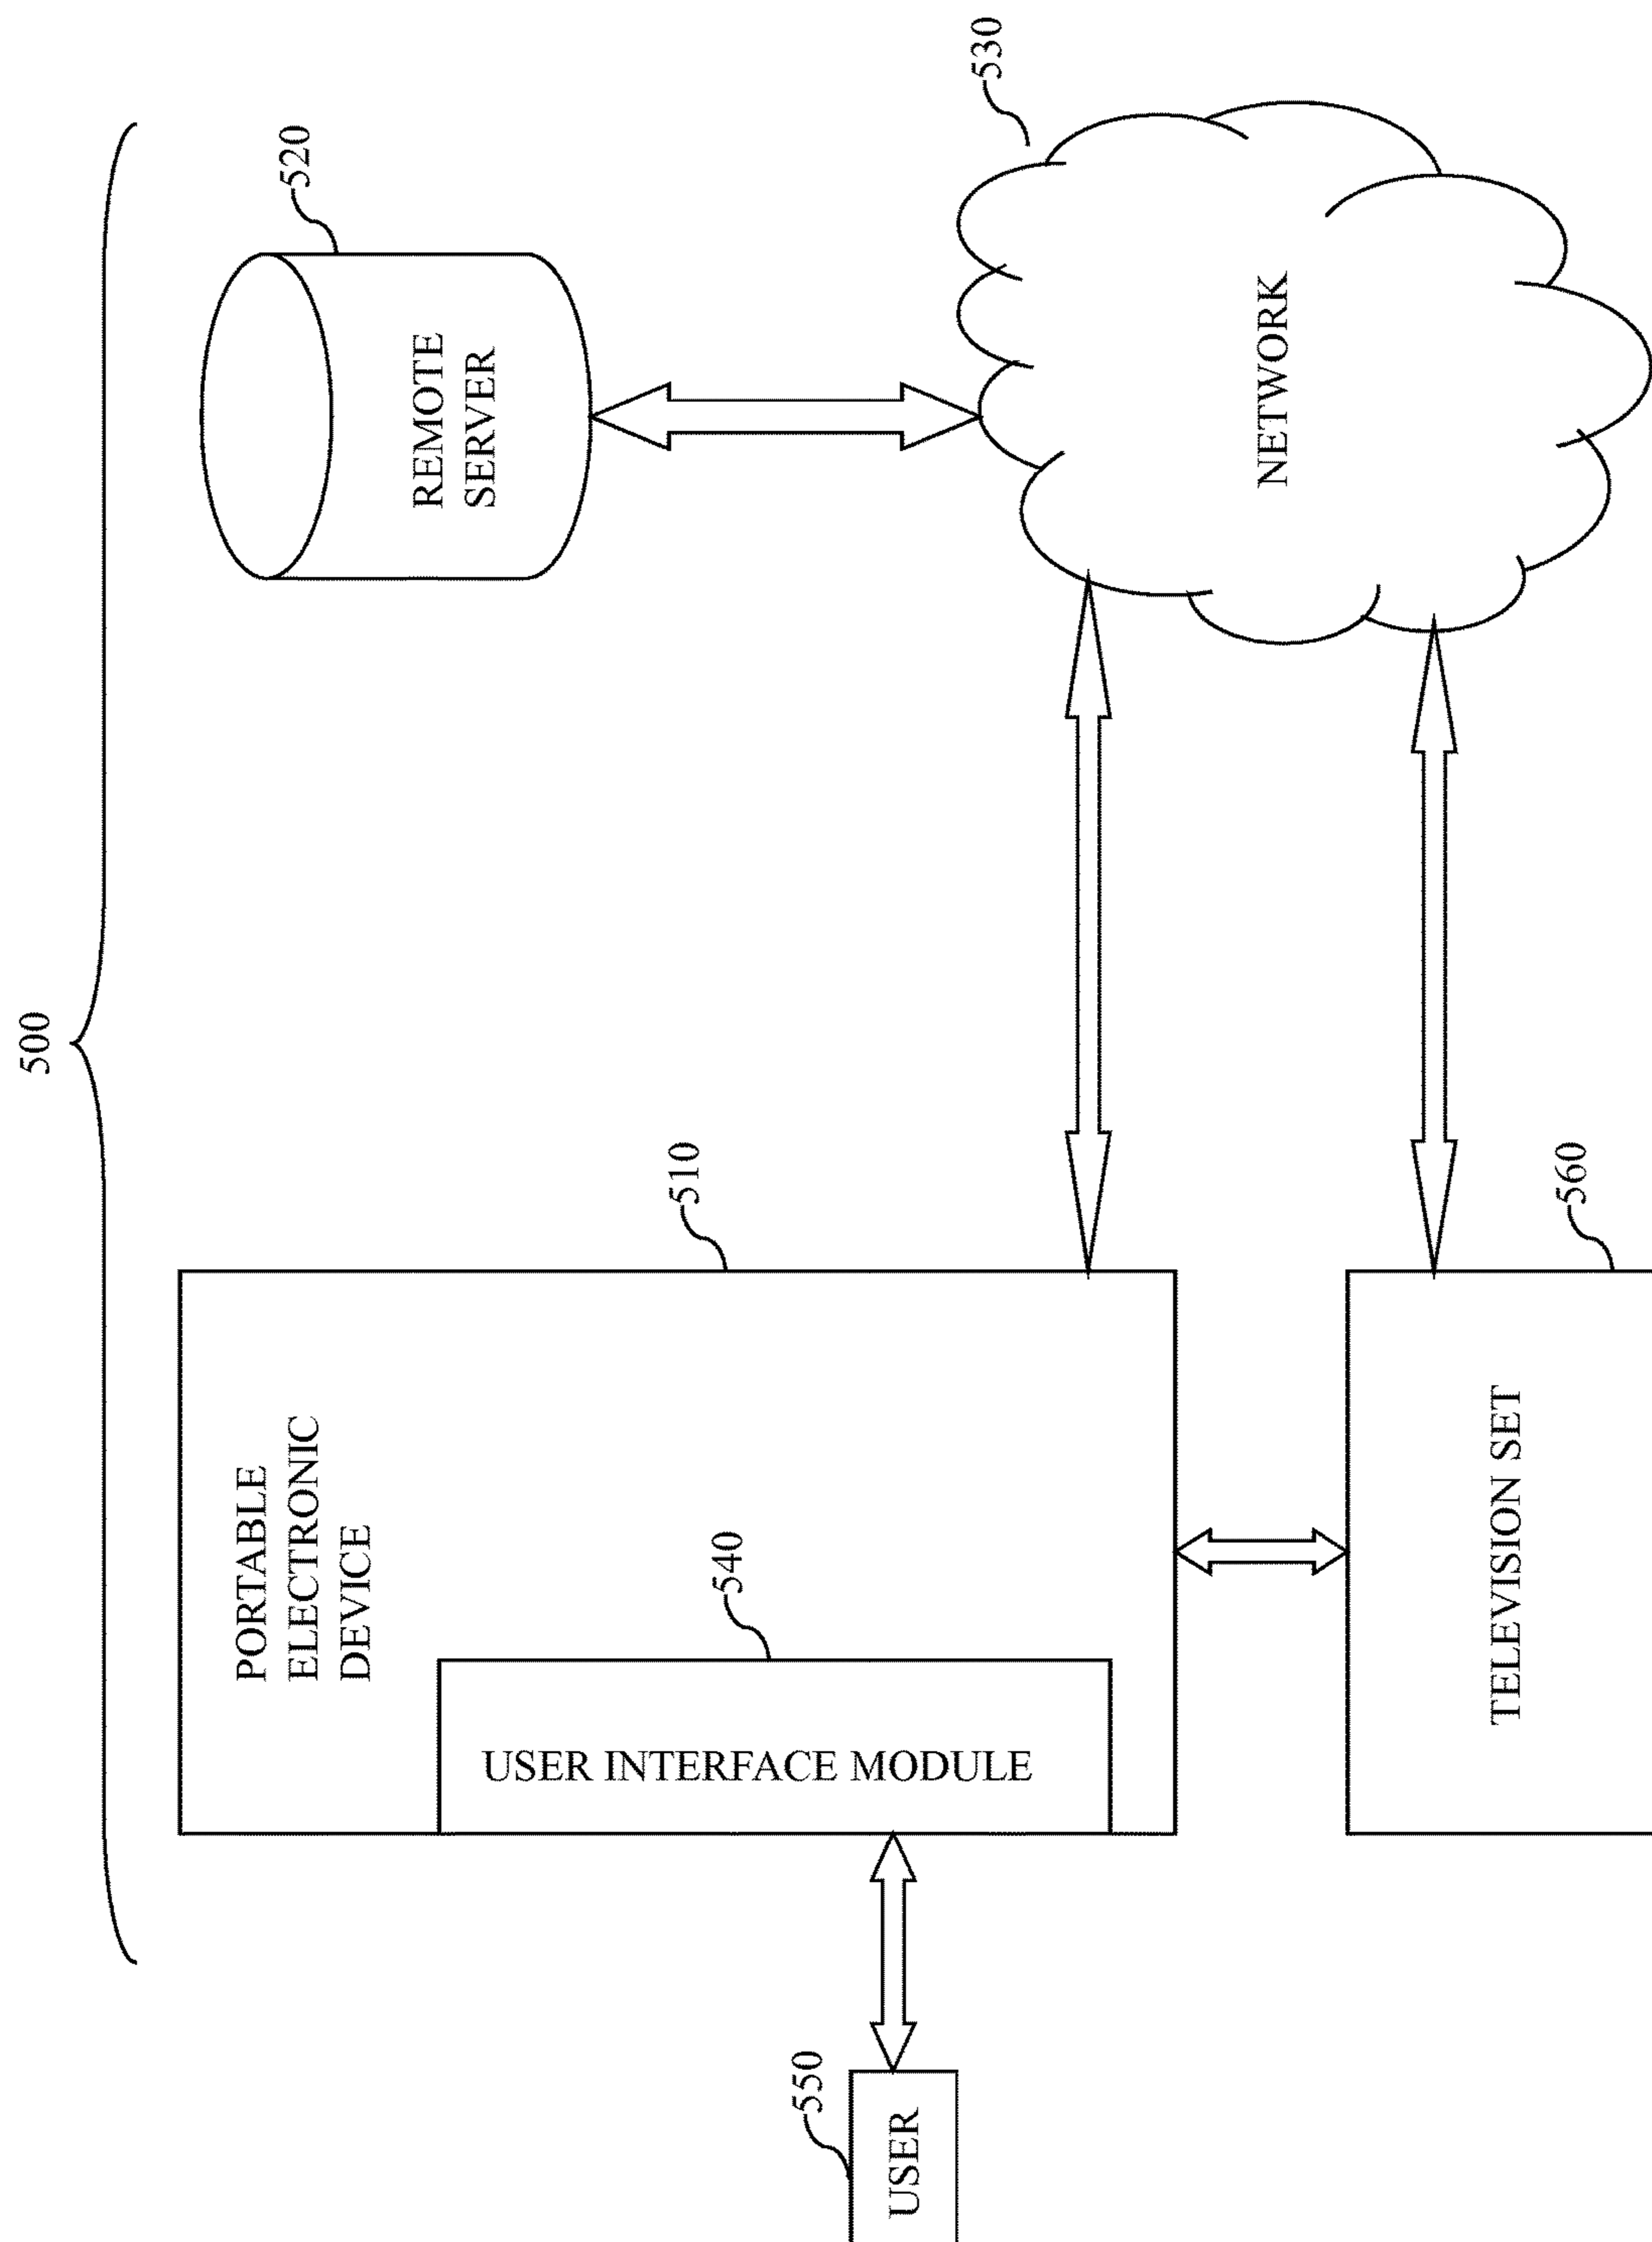 500
PORTABLE
ELECTRONIC
DEVICE
510
520
REMOTE
SERVER
530
NETWORK
540
USER INTERFACE MODULE
550
USER
560
TELEVISION SET